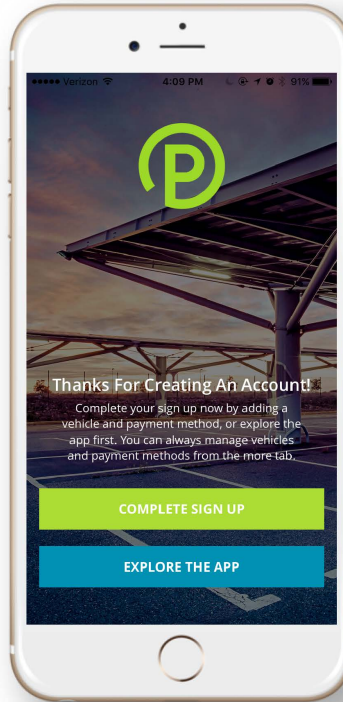 Verizon 4:09 PM 91%
P
Thanks For Creating An Account!
Complete your sign up now by adding a
vehicle and payment method, or explore the
app first. You can always manage vehicles
and payment methods from the more tab.
COMPLETE SIGN UP
EXPLORE THE APP